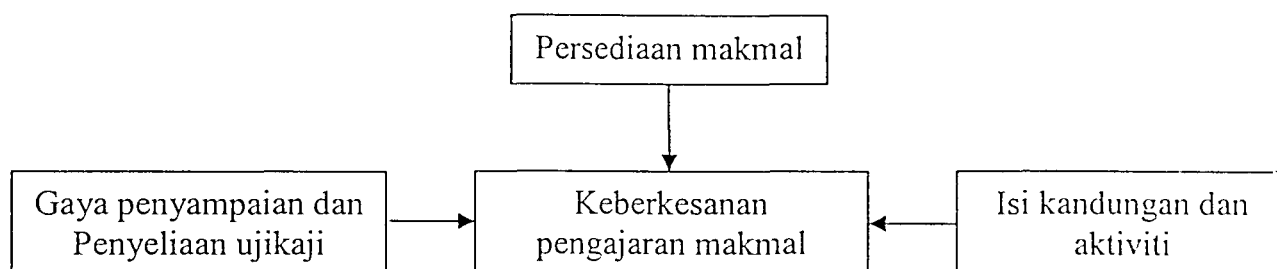 Persediaan makmal
Gaya penyampaian dan
Penyeliaan ujikaji
Keberkesanan
pengajaran makmal
Isi kandungan dan
aktiviti